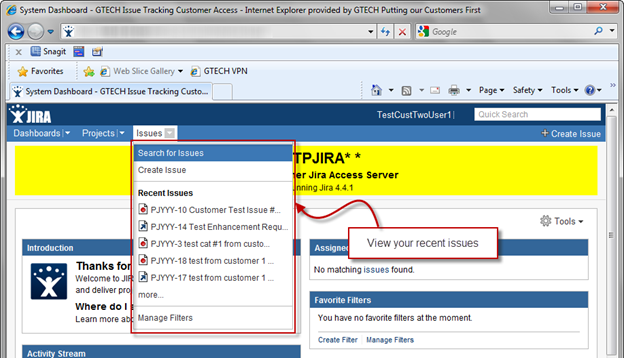 System Dashboard - GTECH Issue Tracking Customer Access - Internet Explorer provided by GTECH Putting our Customers First
Google
Snagit
Favorites Web Slice Gallery GTECH VPN
System Dashboard - GTECH Issue Tracking Custo...
Page Safety Tools
JIRA
TestCustTwoUser1
Quick Search
Dashboards Projects Issues
+ Create Issue
Search for Issues
Create Issue
Recent Issues
PJYYY-10 Customer Test Issue #...
PJYYY-14 Test Enhancement Requ...
PJYYY-3 test cat #1 from custo...
PJYYY-18 test from customer 1 ...
PJYYY-17 test from customer 1 ...
more...
Manage Filters
TPJIRA* *
er Jira Access Server
nning Jira 4.4.1
Tools
View your recent issues
Introduction
Thanks for
Welcome to JIR
and deliver pro
Where do I s
Learn more abo
Activity Stream
Assigne
No matching issues found.
Favorite Filters
You have no favorite filters at the moment.
Create Filter Manage Filters